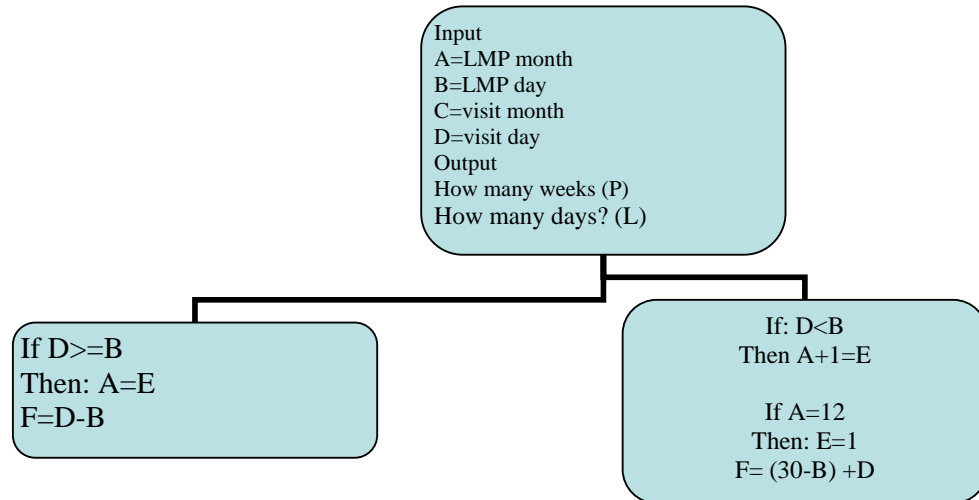 Input
A=LMP month
B=LMP day
C=visit month
D=visit day
Output
How many weeks (P)
How many days? (L)
If D>=B
Then: A=E
F=D-B
If: D<B
Then A+1=E
If A=12
Then: E=1
F= (30-B) +D